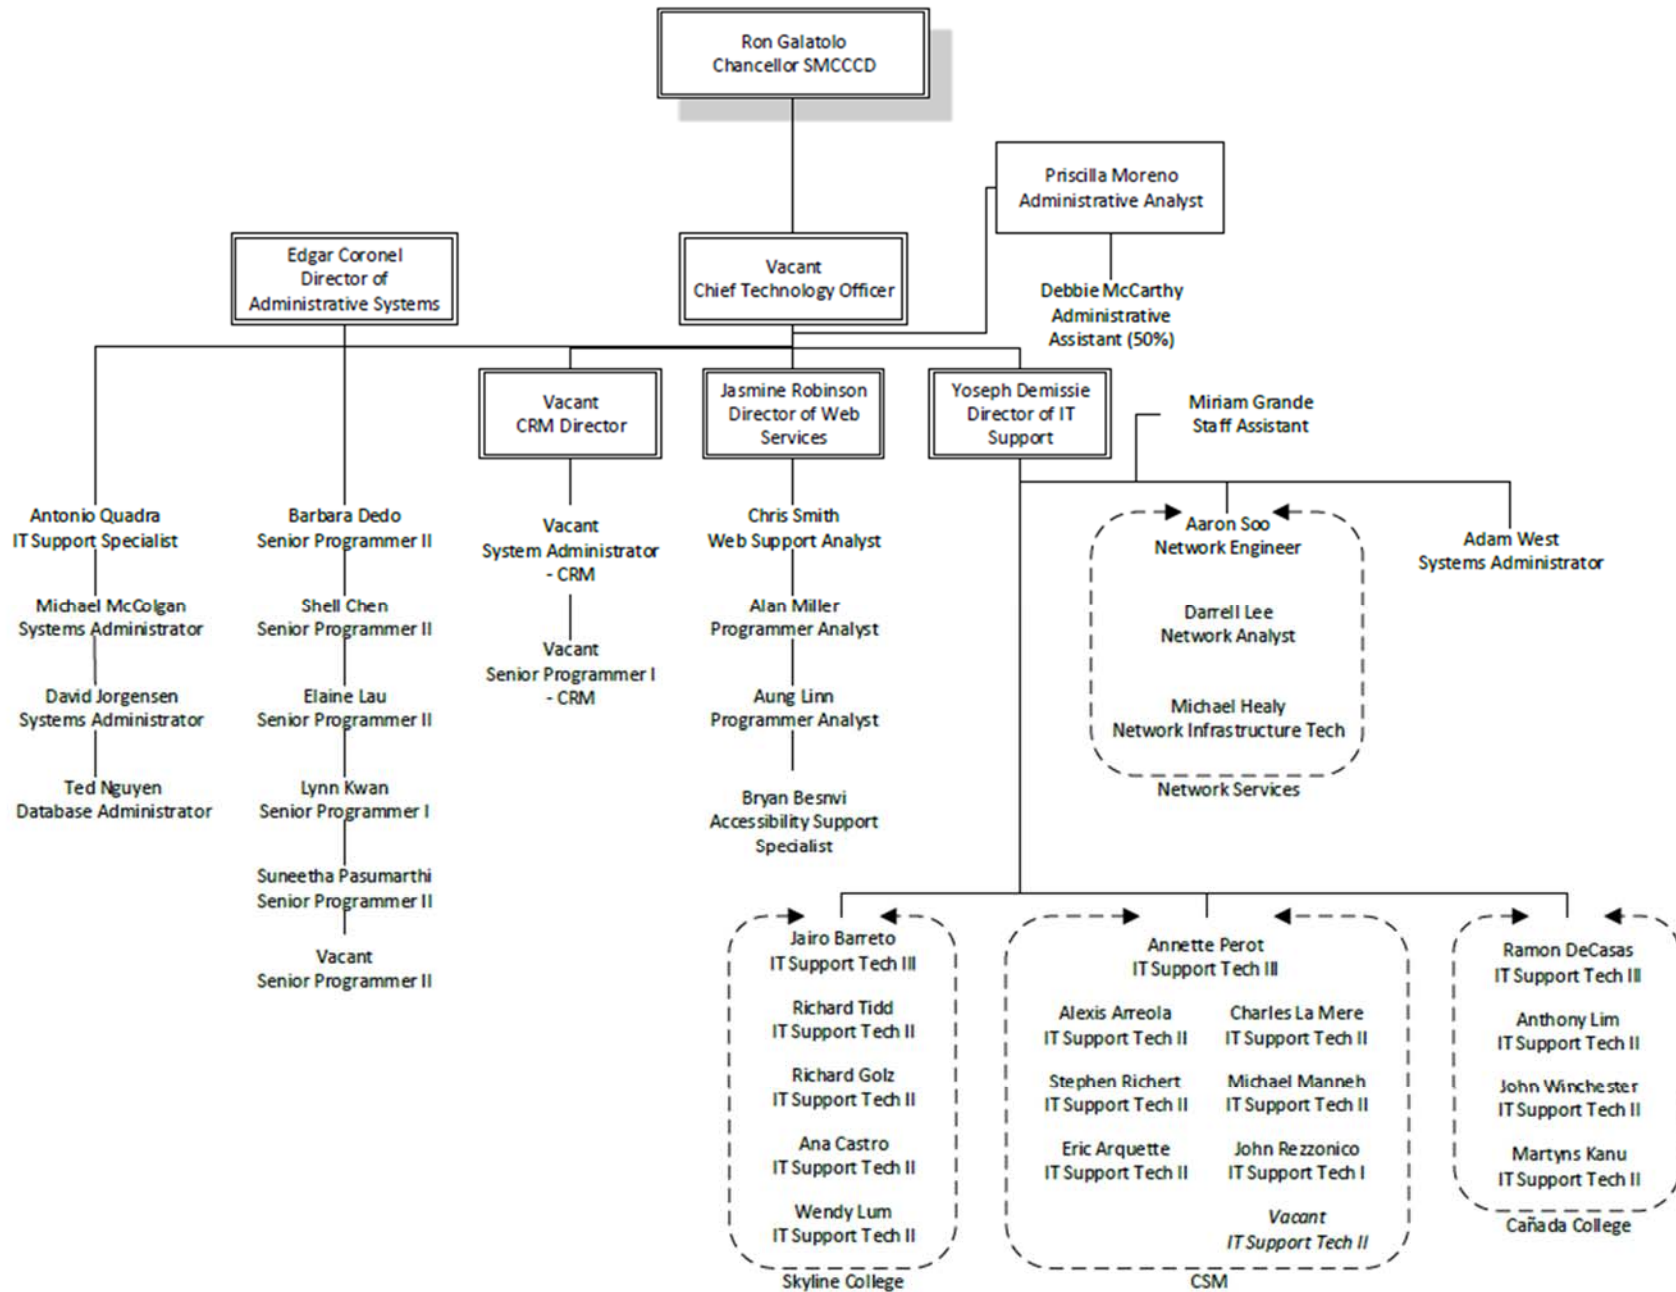 Ron Galatolo
Chancellor SMCCCD
Priscilla Moreno
Administrative Analyst
Debbie McCarthy
Administrative
Assistant (50%)
Edgar Coronel
Director of
Administrative Systems
Vacant
Chief Technology Officer
Vacant
CRM Director
Jasmine Robinson
Director of Web
Services
Yoseph Demissie
Director of IT
Support
Miriam Grande
Staff Assistant
Antonio Quadra
IT Support Specialist
Michael McColgan
Systems Administrator
David Jorgensen
Systems Administrator
Ted Nguyen
Database Administrator
Barbara Dedo
Senior Programmer II
Shell Chen
Senior Programmer II
Elaine Lau
Senior Programmer II
Lynn Kwan
Senior Programmer I
Suneetha Pasumarthi
Senior Programmer II
Vacant
Senior Programmer II
Vacant
System Administrator
- CRM
Vacant
Senior Programmer I
- CRM
Chris Smith
Web Support Analyst
Alan Miller
Programmer Analyst
Aung Linn
Programmer Analyst
Bryan Besnvi
Accessibility Support
Specialist
Aaron Soo
Network Engineer
Darrell Lee
Network Analyst
Michael Healy
Network Infrastructure Tech
Network Services
Adam West
Systems Administrator
Jairo Barreto
IT Support Tech III
Richard Tidd
IT Support Tech II
Richard Golz
IT Support Tech II
Ana Castro
IT Support Tech II
Wendy Lum
IT Support Tech II
Skyline College
Annette Perot
IT Support Tech III
Alexis Arreola
IT Support Tech II
Stephen Richert
IT Support Tech II
Eric Arquette
IT Support Tech II
Charles La Mere
IT Support Tech II
Michael Manneh
IT Support Tech II
John Rezzonico
IT Support Tech I
Vacant
IT Support Tech II
CSM
Ramon DeCasas
IT Support Tech III
Anthony Lim
IT Support Tech II
John Winchester
IT Support Tech II
Martyns Kanu
IT Support Tech II
Cañada College